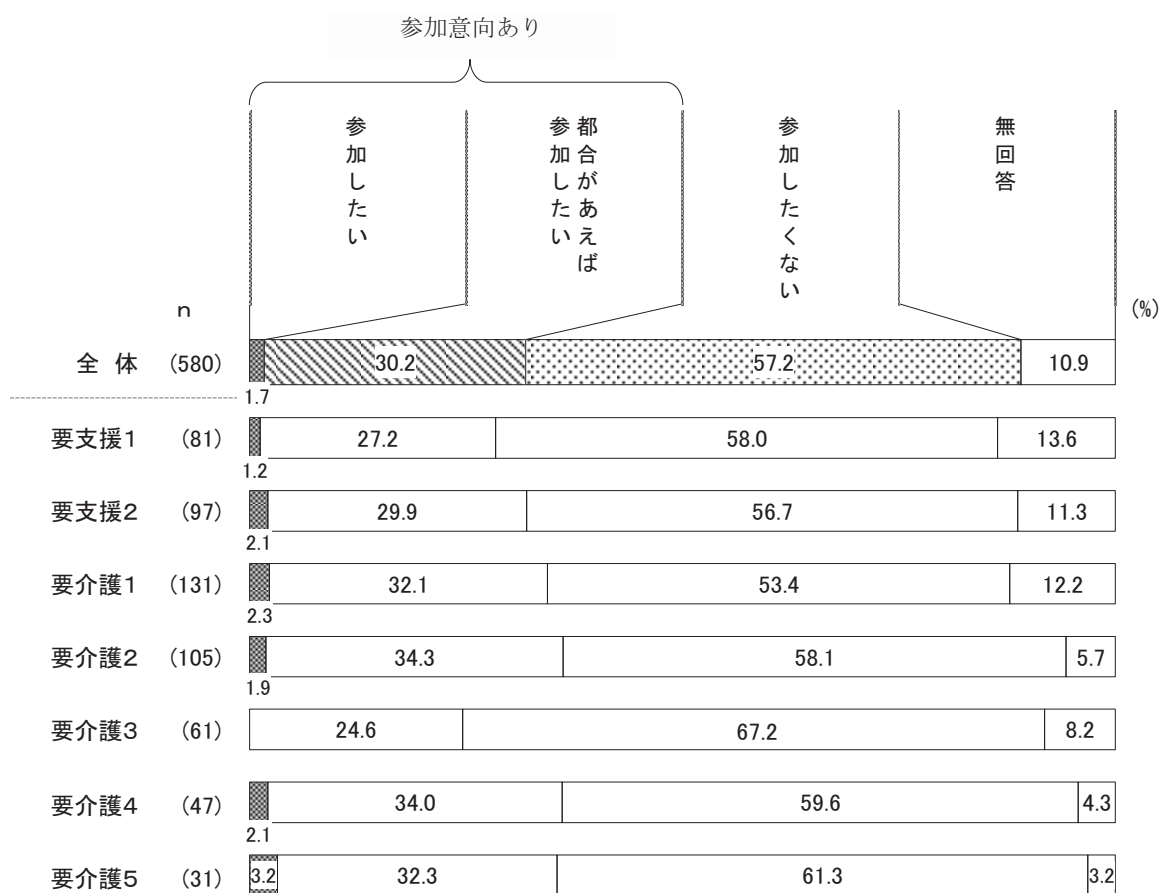 参加意向あり
参加したい
都合があえば
参加したい
参加したくない
無回答
(%)
n
全 体 (580) 30.2 57.2 10.9
1.7
要支援1 (81) 27.2 58.0 13.6
1.2
要支援2 (97) 29.9 56.7 11.3
2.1
要介護1 (131) 32.1 53.4 12.2
2.3
要介護2 (105) 34.3 58.1 5.7
1.9
要介護3 (61) 24.6 67.2 8.2
要介護4 (47) 34.0 59.6 4.3
2.1
要介護5 (31) 3.2 32.3 61.3 3.2